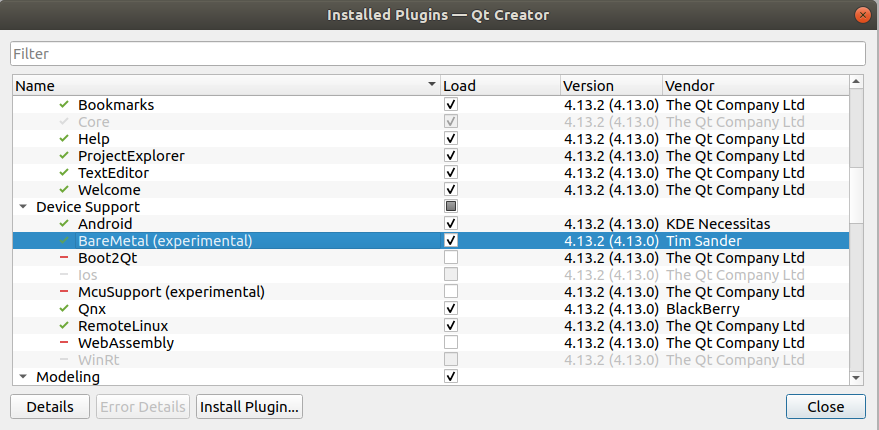 Installed Plugins — Qt Creator
Filter
Name Load Version Vendor
Bookmarks 4.13.2 (4.13.0) The Qt Company Ltd
Core 4.13.2 (4.13.0) The Qt Company Ltd
Help 4.13.2 (4.13.0) The Qt Company Ltd
ProjectExplorer 4.13.2 (4.13.0) The Qt Company Ltd
TextEditor 4.13.2 (4.13.0) The Qt Company Ltd
Welcome 4.13.2 (4.13.0) The Qt Company Ltd
Device Support
Android 4.13.2 (4.13.0) KDE Necessitas
BareMetal (experimental) 4.13.2 (4.13.0) Tim Sander
Boot2Qt 4.13.2 (4.13.0) The Qt Company Ltd
Ios 4.13.2 (4.13.0) The Qt Company Ltd
McuSupport (experimental) 4.13.2 (4.13.0) The Qt Company Ltd
Qnx 4.13.2 (4.13.0) BlackBerry
RemoteLinux 4.13.2 (4.13.0) The Qt Company Ltd
WebAssembly 4.13.2 (4.13.0) The Qt Company Ltd
WinRt 4.13.2 (4.13.0) The Qt Company Ltd
Modeling
Details Error Details Install Plugin... Close